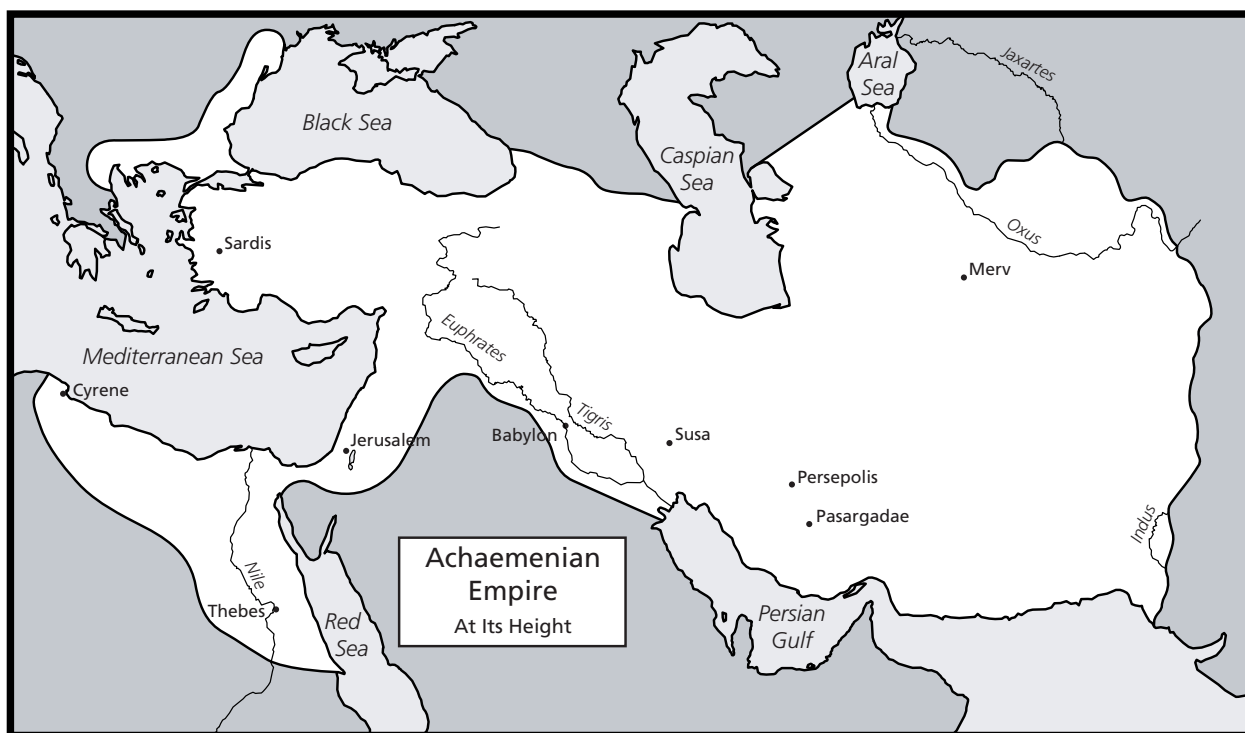 Jaxartes
Aral
Sea
Black Sea
Caspian
Sea
Oxus
Sardis
Merv
Euphrates
Mediterranean Sea
Cyrene
Tigris
Jerusalem
Babylon
Susa
Persepolis
Pasargadae
Indus
Achaemenian
Empire
At Its Height
Nile
Thebes
Red
Sea
Persian
Gulf